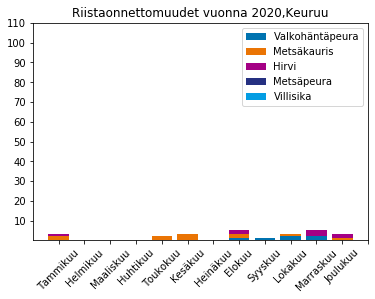 Riistaonnettomuudet vuonna 2020,Keuruu
110
100
90
80
70
60
50
40
30
20
10
Valkohäntäpeura
Metsäkauris
Hirvi
Metsäpeura
Villisika
Tammikuu
Helmikuu
Maaliskuu
Huhtikuu
Toukokuu
Kesäkuu
Heinäkuu
Elokuu
Syyskuu
Lokakuu
Marraskuu
Joulukuu